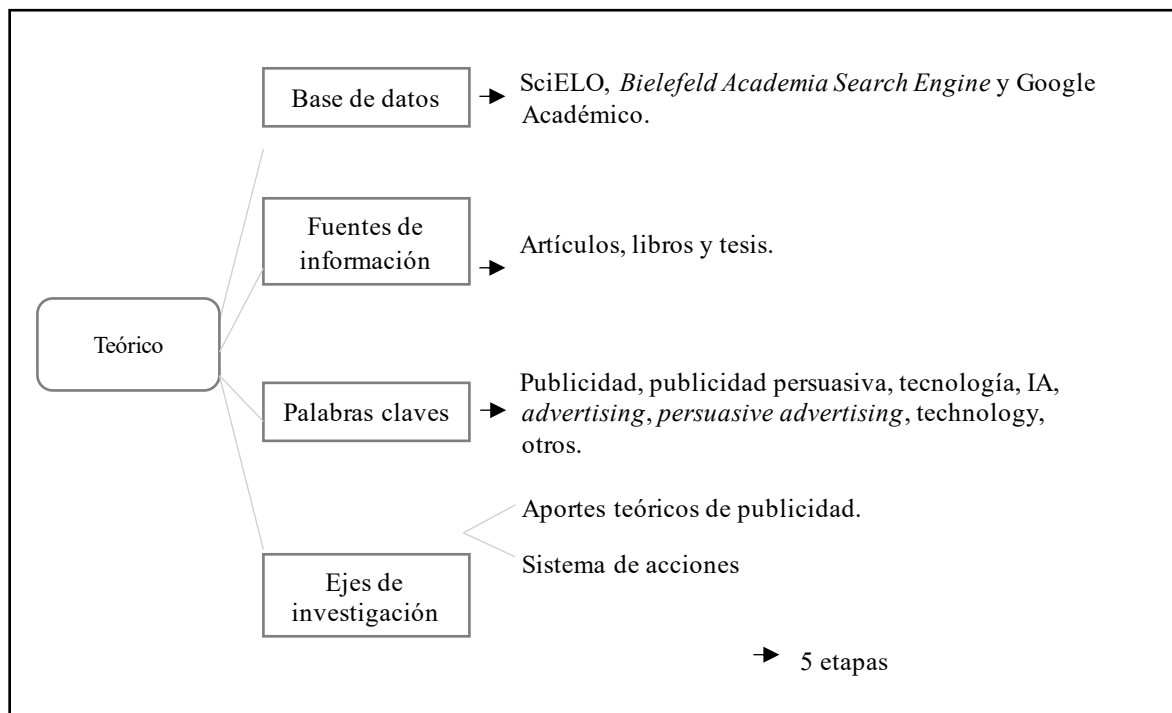 Base de datos
SciELO, Bielefeld Academia Search Engine y Google
Académico.
Fuentes de
información
Artículos, libros y tesis.
Teórico
Palabras claves
Publicidad, publicidad persuasiva, tecnología, IA,
advertising, persuasive advertising, technology,
otros.
Ejes de
investigación
Aportes teóricos de publicidad.
Sistema de acciones
5 etapas